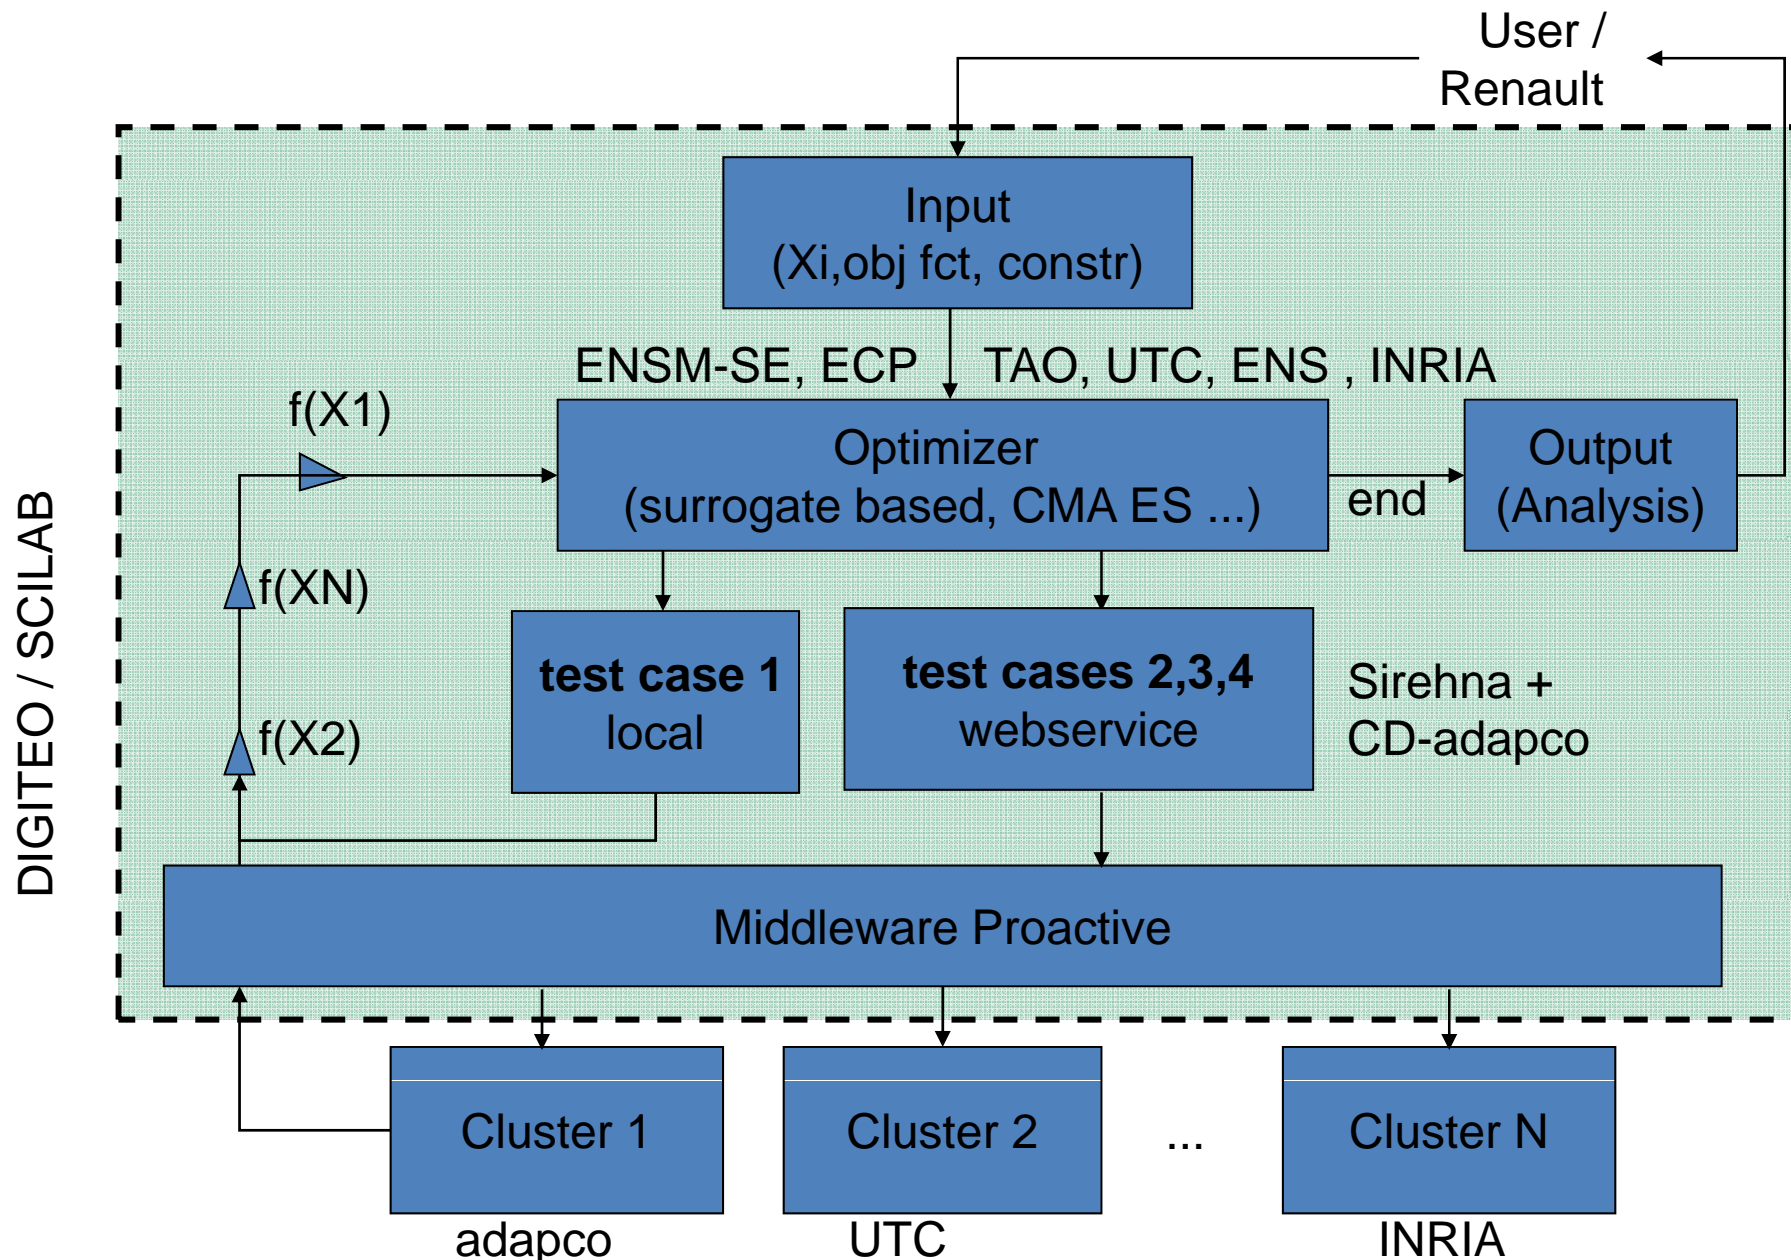 User /
Renault
Input
(Xi,obj fct, constr)
ENSM-SE, ECP
TAO, UTC, ENS , INRIA
f(X1)
Optimizer
(surrogate based, CMA ES ...)
end
Output
(Analysis)
DIGITEO / SCILAB
f(XN)
f(X2)
test case 1
local
test cases 2,3,4
webservice
Sirehna +
CD-adapco
Middleware Proactive
Cluster 1
Cluster 2
...
Cluster N
adapco
UTC
INRIA